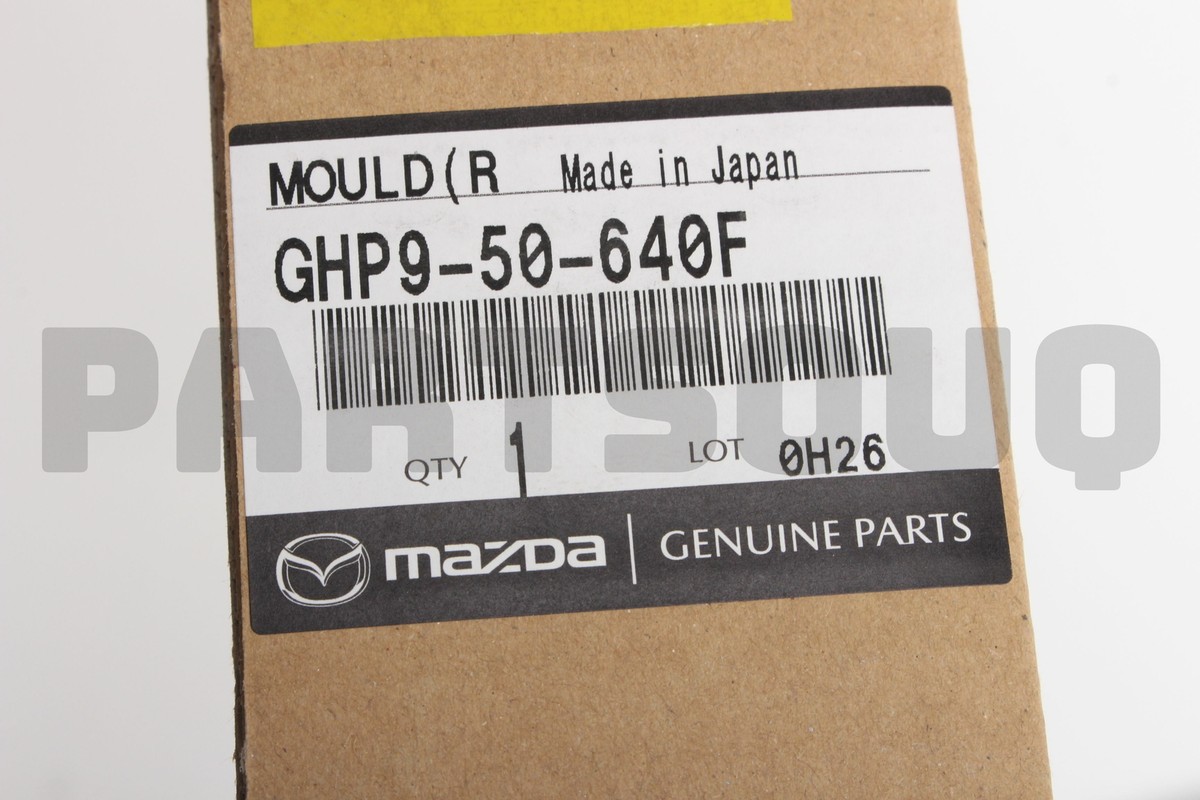 MOULD(R Made in Japan
GHP9-50-640F
PARTSOUQ
QTY 1 LOT 0H26
mazda GENUINE PARTS